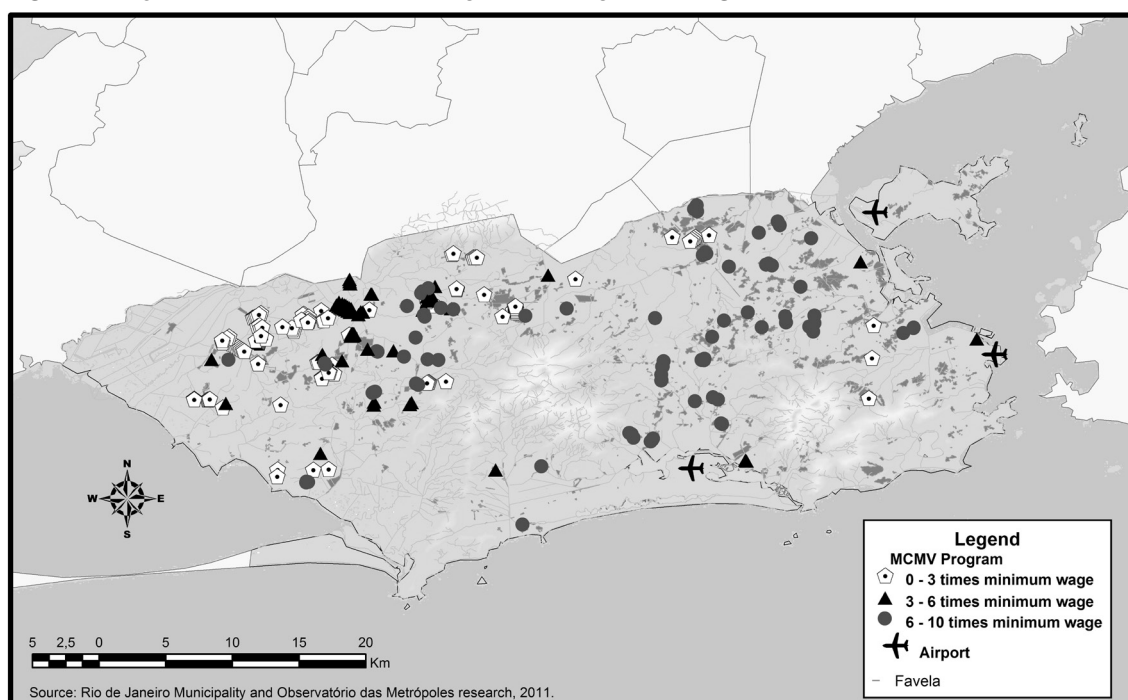 N
W
E
S
5 2,5 0 5 10 15 20
Km
Source: Rio de Janeiro Municipality and Observatório das Metrópoles research, 2011.
Legend
MCMV Program
0 - 3 times minimum wage
3 - 6 times minimum wage
6 - 10 times minimum wage
Airport
Favela